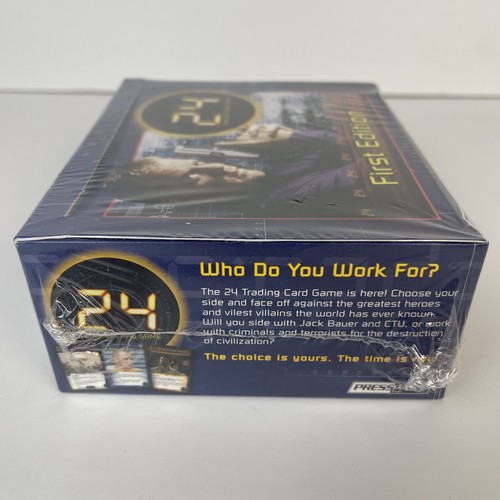 24
First Edition
24
Who Do You Work For?
The 24 Trading Card Game is here! Choose your
side and face off against the greatest heroes
and vilest villains the world has ever known.
Will you side with Jack Bauer and CTU, or work
with criminals and terrorists for the destruction
of civilization?
The choice is yours. The time is
PRESS